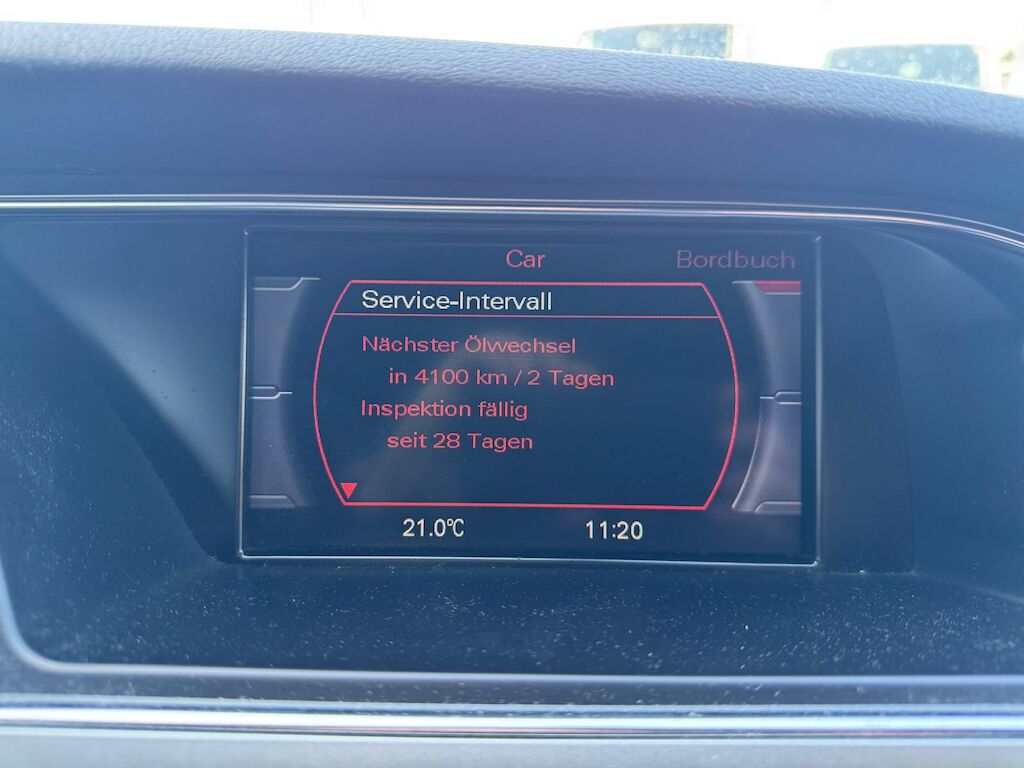 Car Bordbuch
Service-Intervall
Nächster Ölwechsel
in 4100 km / 2 Tagen
Inspektion fällig
seit 28 Tagen
21.0°C 11:20